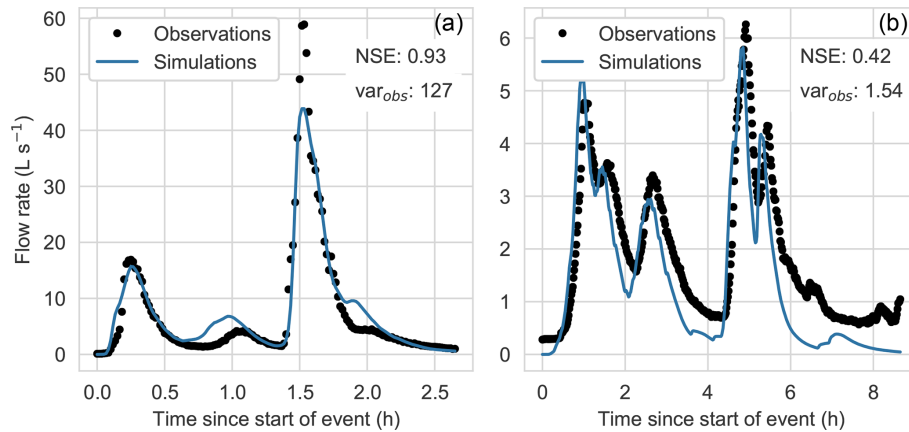 (a)
Observations
Simulations
NSE: 0.93
var_obs: 127
60
50
40
30
20
10
0
Flow rate (L s⁻¹)
0.0 0.5 1.0 1.5 2.0 2.5
Time since start of event (h)
(b)
Observations
Simulations
NSE: 0.42
var_obs: 1.54
6
5
4
3
2
1
0
0 2 4 6 8
Time since start of event (h)